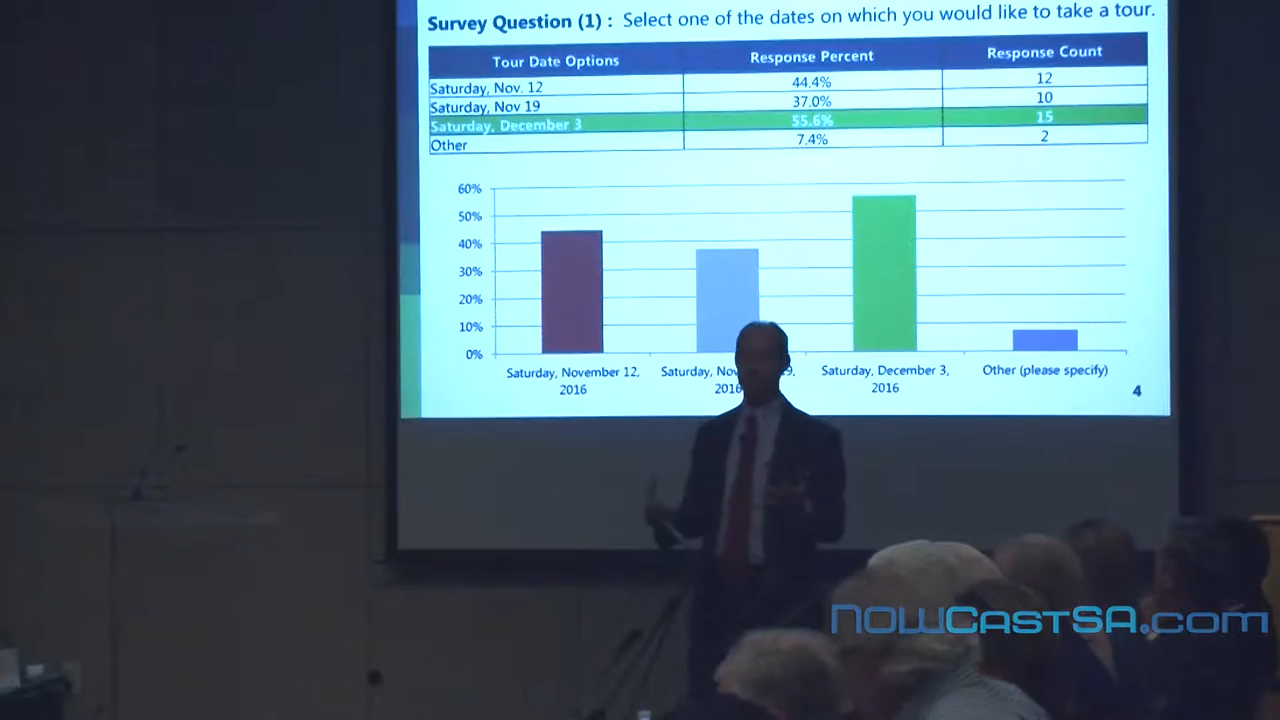 Survey Question (1) : Select one of the dates on which you would like to take a tour.
Tour Date Options Response Percent Response Count
Saturday, Nov. 12 44.4% 12
Saturday, Nov 19 37.0% 10
Saturday, December 3 55.6% 15
Other 7.4% 2
60%
50%
40%
30%
20%
10%
0%
Saturday, November 12, 2016
Saturday, 2016
Saturday, December 3, 2016
Other (please specify)
4
NOWCASTSA.com